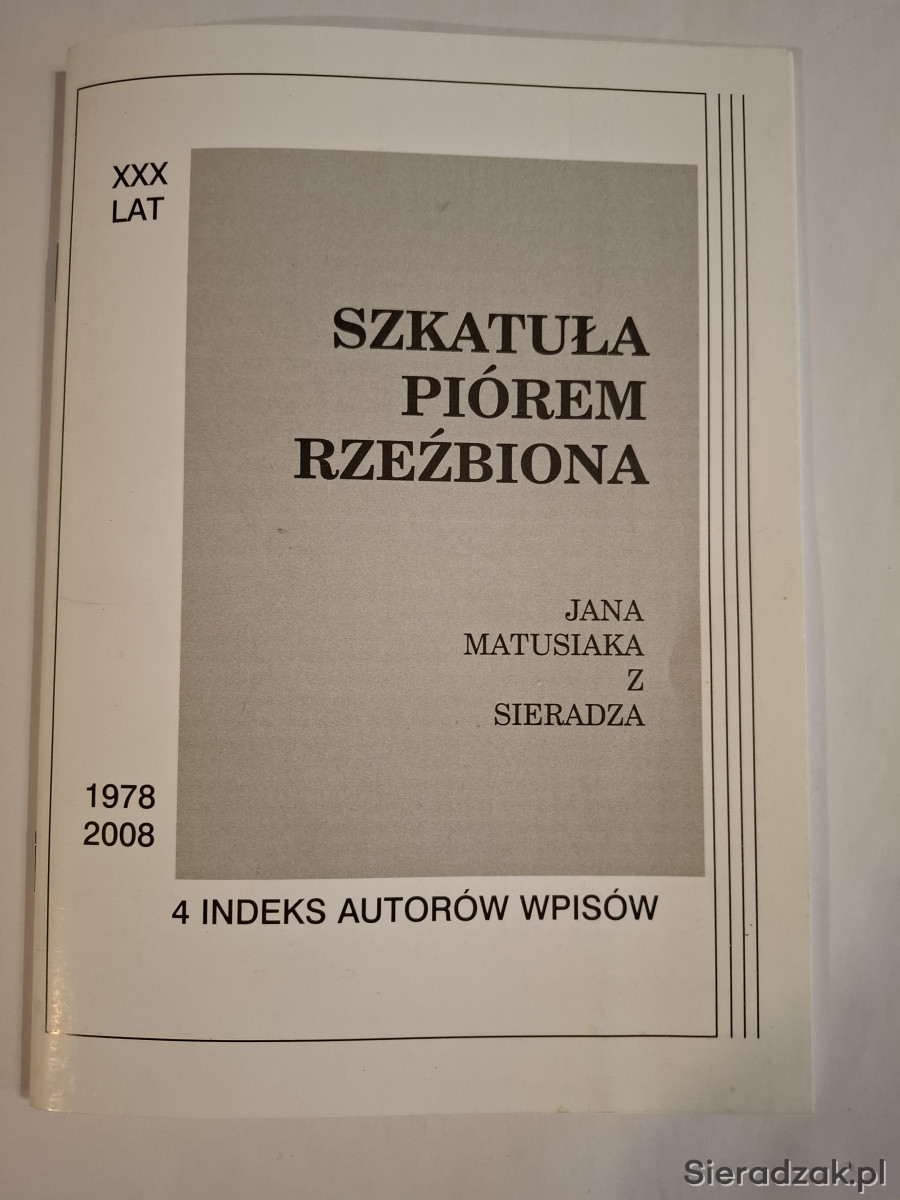 XXX
LAT
SZKATUŁA
PIÓREM
RZEŹBIONA
JANA
MATUSIAKA
Z
SIERADZA
1978
2008
4 INDEKS AUTORÓW WPISÓW
Sieradzak.pl